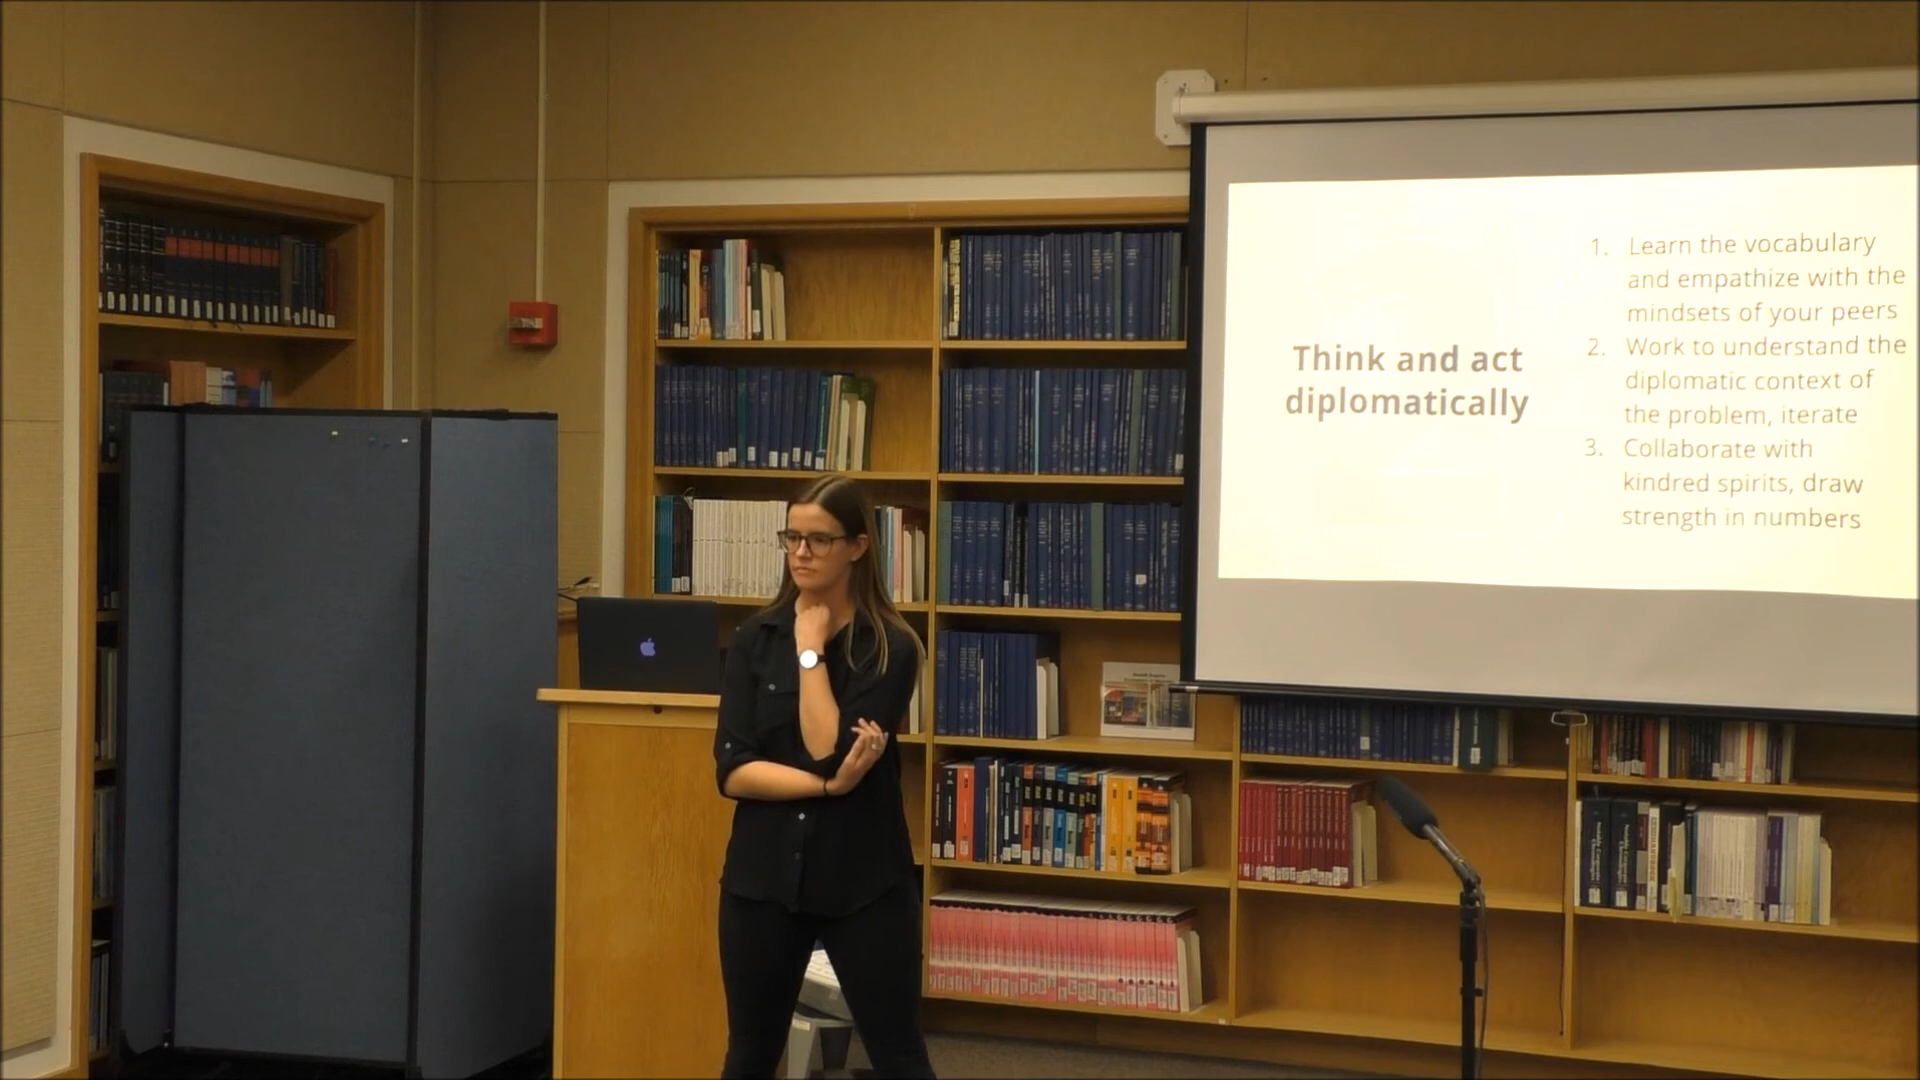 Think and act
diplomatically
1. Learn the vocabulary
and empathize with the
mindsets of your peers
2. Work to understand the
diplomatic context of
the problem, iterate
3. Collaborate with
kindred spirits, draw
strength in numbers